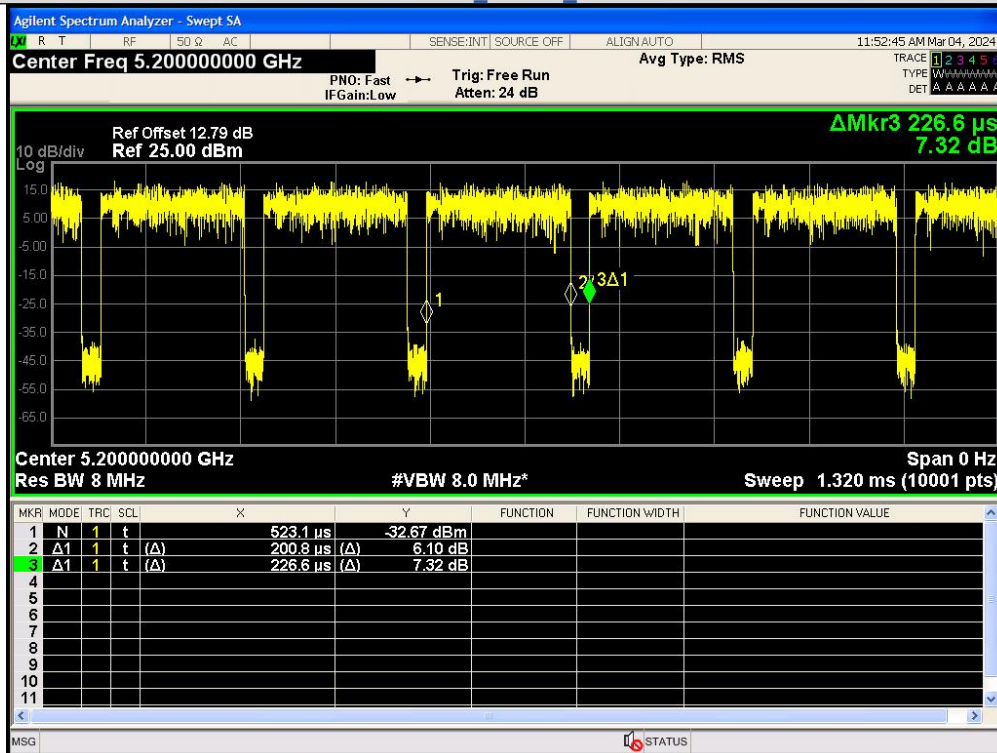 Agilent Spectrum Analyzer - Swept SA
LXI R T RF 50 Ω AC SENSE:INT SOURCE OFF ALIGN AUTO 11:52:45 AM Mar 04, 2024
Center Freq 5.200000000 GHz
PNO: Fast
IFGain:Low
Trig: Free Run
Atten: 24 dB
Avg Type: RMS
TRACE 1 2 3 4 5
TYPE W
DET A A A A A
ΔMkr3 226.6 µs
7.32 dB
10 dB/div
Log
Ref Offset 12.79 dB
Ref 25.00 dBm
15.0
5.00
-5.00
-15.0
-25.0
-35.0
-45.0
-55.0
-65.0
1
3Δ1
Center 5.200000000 GHz Span 0 Hz
Res BW 8 MHz #VBW 8.0 MHz* Sweep 1.320 ms (10001 pts)
MKR MODE TRC SCL X Y FUNCTION FUNCTION WIDTH FUNCTION VALUE
1 N 1 t 523.1 µs -32.67 dBm
2 Δ1 1 t (Δ) 200.8 µs (Δ) 6.10 dB
3 Δ1 1 t (Δ) 226.6 µs (Δ) 7.32 dB
4
5
6
7
8
9
10
11
MSG STATUS